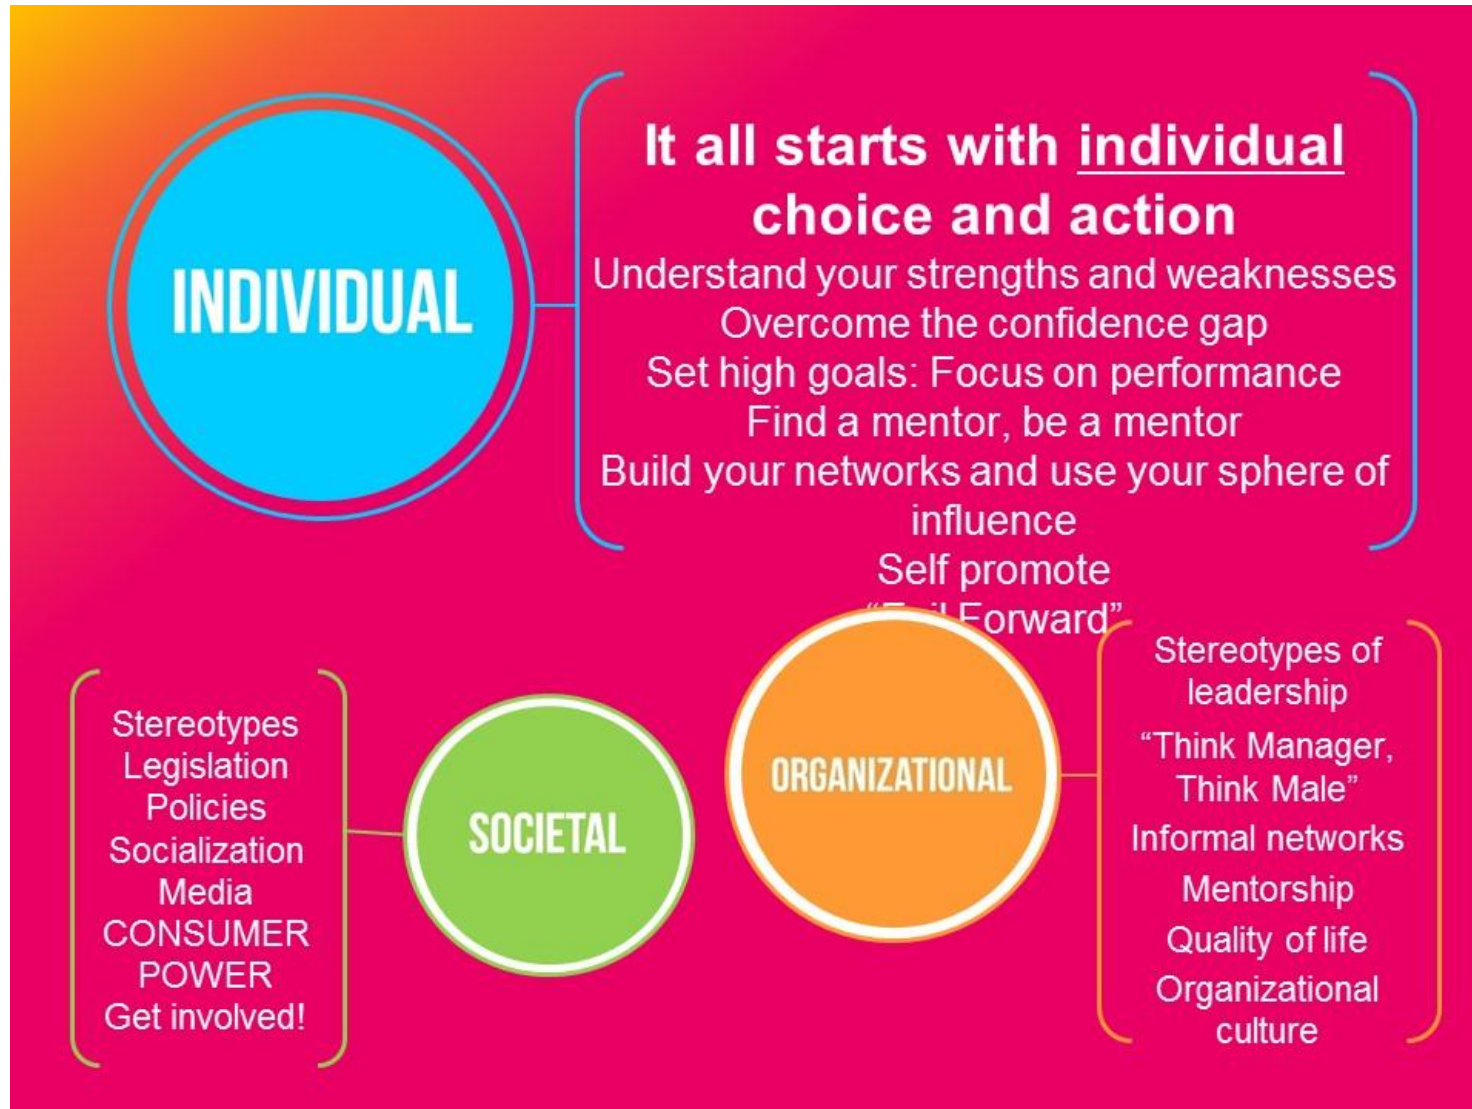 INDIVIDUAL
It all starts with individual
choice and action
Understand your strengths and weaknesses
Overcome the confidence gap
Set high goals: Focus on performance
Find a mentor, be a mentor
Build your networks and use your sphere of
influence
Self promote
Forward”
SOCIETAL
Stereotypes
Legislation
Policies
Socialization
Media
CONSUMER
POWER
Get involved!
ORGANIZATIONAL
Stereotypes of
leadership
“Think Manager,
Think Male”
Informal networks
Mentorship
Quality of life
Organizational
culture